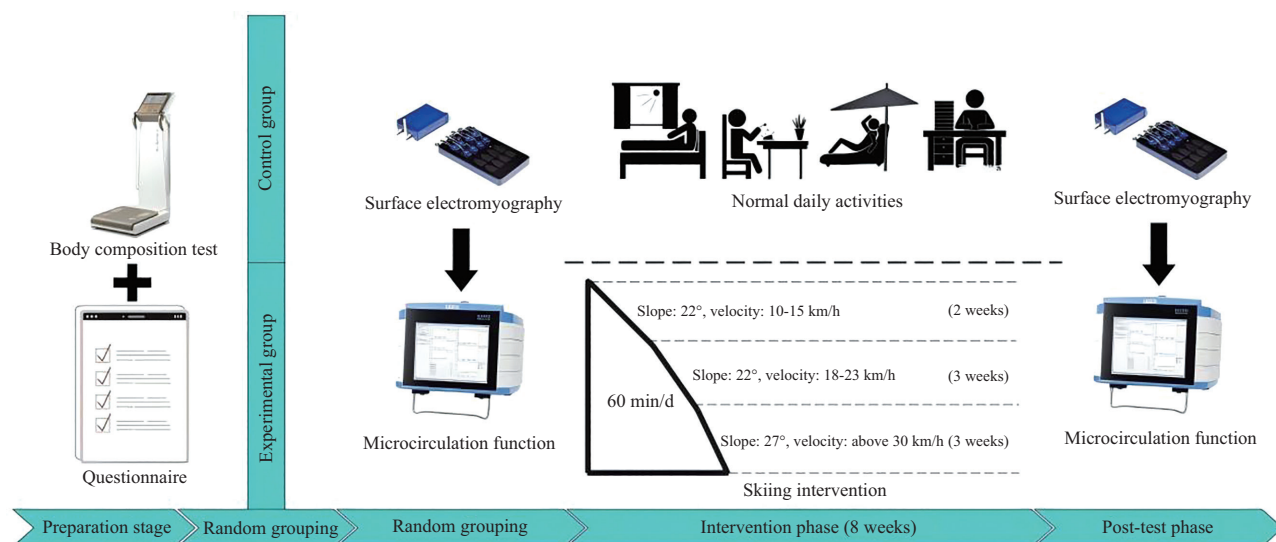 Body composition test
Questionnaire
Control group
Experimental group
Surface electromyography
Microcirculation function
Normal daily activities
Slope: 22°, velocity: 10-15 km/h (2 weeks)
Slope: 22°, velocity: 18-23 km/h (3 weeks)
60 min/d
Slope: 27°, velocity: above 30 km/h (3 weeks)
Skiing intervention
Surface electromyography
Microcirculation function
Preparation stage
Random grouping
Random grouping
Intervention phase (8 weeks)
Post-test phase